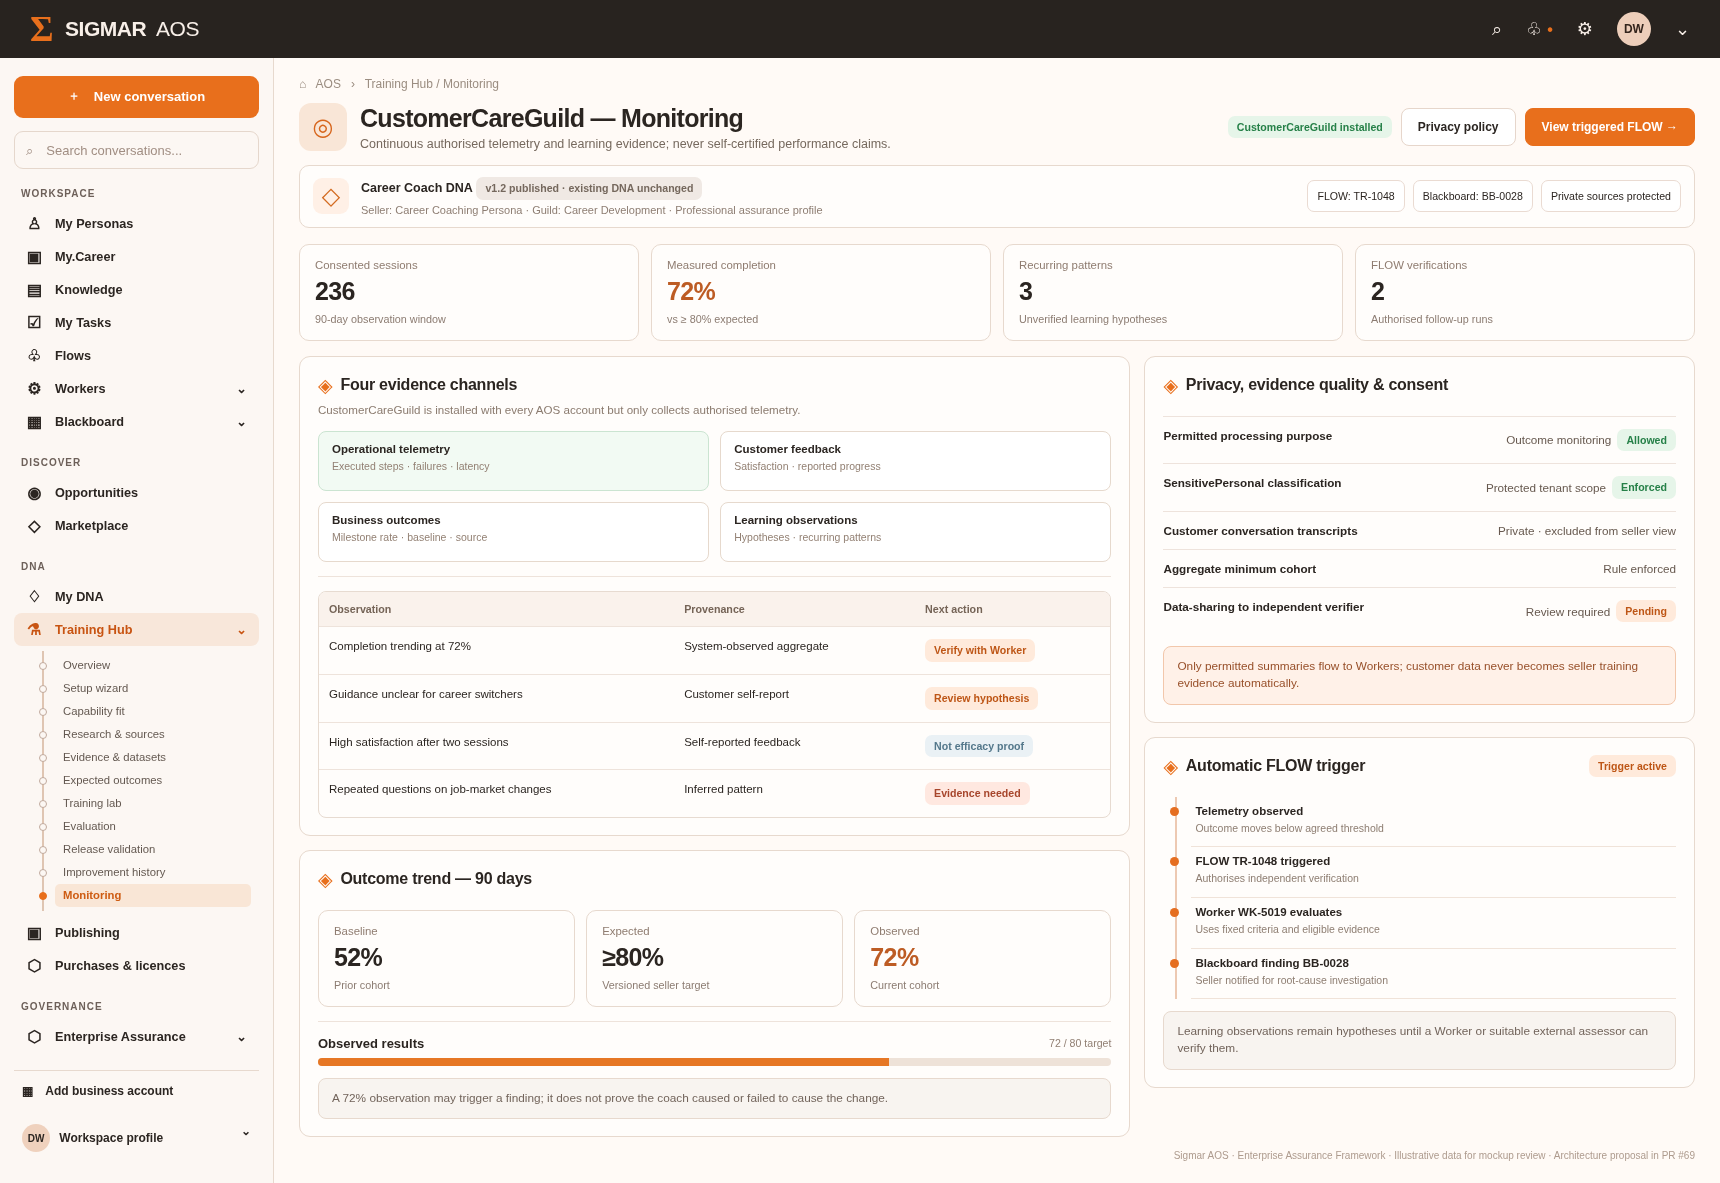 Σ SIGMAR AOS
DW
+ New conversation
Search conversations...
WORKSPACE
My Personas
My.Career
Knowledge
My Tasks
Flows
Workers
Blackboard
DISCOVER
Opportunities
Marketplace
DNA
My DNA
Training Hub
Overview
Setup wizard
Capability fit
Research & sources
Evidence & datasets
Expected outcomes
Training lab
Evaluation
Release validation
Improvement history
Monitoring
Publishing
Purchases & licences
GOVERNANCE
Enterprise Assurance
Add business account
DW Workspace profile
AOS › Training Hub / Monitoring
CustomerCareGuild — Monitoring
Continuous authorised telemetry and learning evidence; never self-certified performance claims.
CustomerCareGuild installed
Privacy policy
View triggered FLOW →
Career Coach DNA v1.2 published · existing DNA unchanged
Seller: Career Coaching Persona · Guild: Career Development · Professional assurance profile
FLOW: TR-1048
Blackboard: BB-0028
Private sources protected
Consented sessions
236
90-day observation window
Measured completion
72%
vs ≥ 80% expected
Recurring patterns
3
Unverified learning hypotheses
FLOW verifications
2
Authorised follow-up runs
Four evidence channels
CustomerCareGuild is installed with every AOS account but only collects authorised telemetry.
Operational telemetry
Executed steps · failures · latency
Customer feedback
Satisfaction · reported progress
Business outcomes
Milestone rate · baseline · source
Learning observations
Hypotheses · recurring patterns
Observation Provenance Next action
Completion trending at 72% System-observed aggregate Verify with Worker
Guidance unclear for career switchers Customer self-report Review hypothesis
High satisfaction after two sessions Self-reported feedback Not efficacy proof
Repeated questions on job-market changes Inferred pattern Evidence needed
Outcome trend — 90 days
Baseline
52%
Prior cohort
Expected
≥80%
Versioned seller target
Observed
72%
Current cohort
Observed results 72 / 80 target
A 72% observation may trigger a finding; it does not prove the coach caused or failed to cause the change.
Privacy, evidence quality & consent
Permitted processing purpose Outcome monitoring Allowed
SensitivePersonal classification Protected tenant scope Enforced
Customer conversation transcripts Private · excluded from seller view
Aggregate minimum cohort Rule enforced
Data-sharing to independent verifier Review required Pending
Only permitted summaries flow to Workers; customer data never becomes seller training
evidence automatically.
Automatic FLOW trigger Trigger active
Telemetry observed
Outcome moves below agreed threshold
FLOW TR-1048 triggered
Authorises independent verification
Worker WK-5019 evaluates
Uses fixed criteria and eligible evidence
Blackboard finding BB-0028
Seller notified for root-cause investigation
Learning observations remain hypotheses until a Worker or suitable external assessor can
verify them.
Sigmar AOS · Enterprise Assurance Framework · Illustrative data for mockup review · Architecture proposal in PR #69